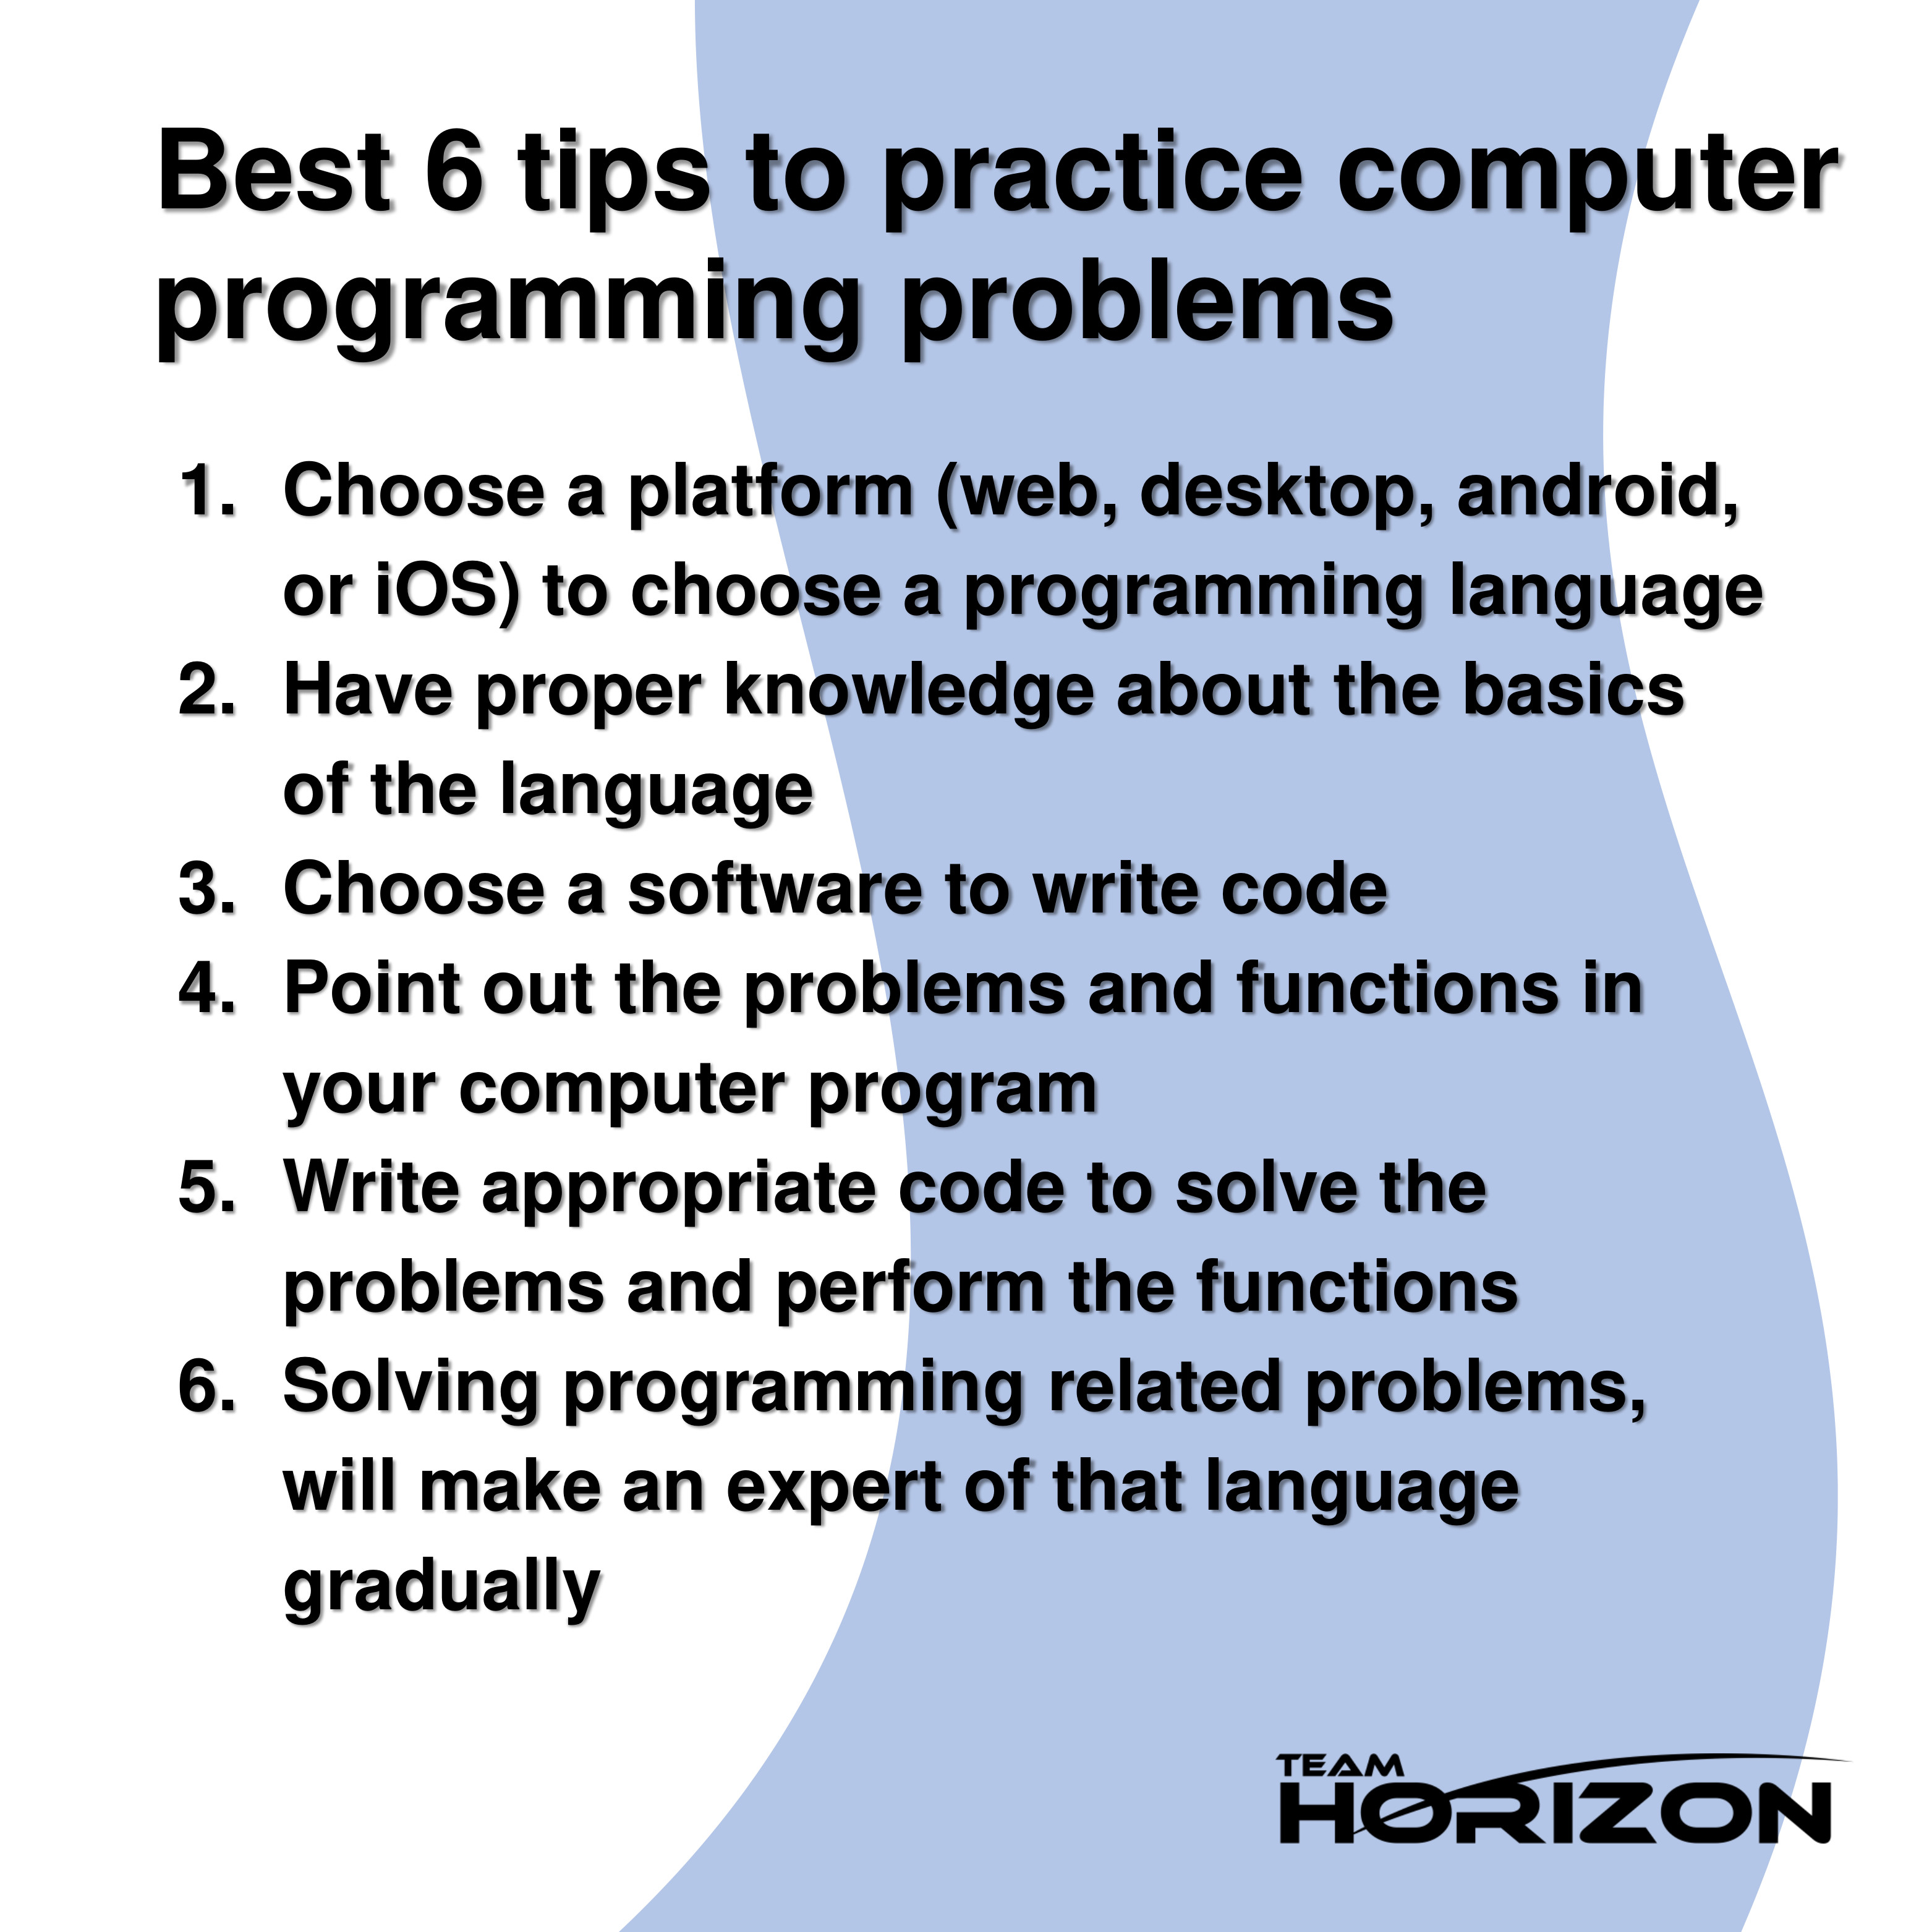 Best 6 tips to practice computer
programming problems
1. Choose a platform (web, desktop, android,
or iOS) to choose a programming language
2. Have proper knowledge about the basics
of the language
3. Choose a software to write code
4. Point out the problems and functions in
your computer program
5. Write appropriate code to solve the
problems and perform the functions
6. Solving programming related problems,
will make an expert of that language
gradually
TEAM
HORIZON